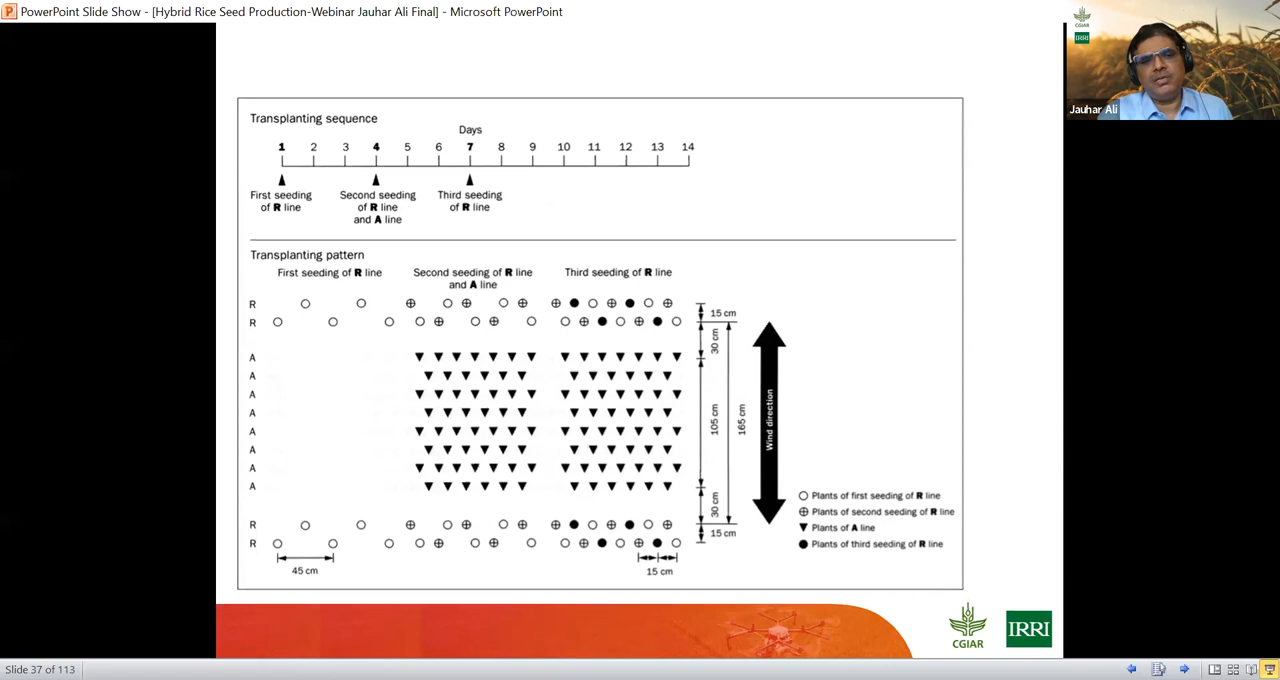 PowerPoint Slide Show - [Hybrid Rice Seed Production-Webinar Jauhar Ali Final] - Microsoft PowerPoint
CGIAR
IRRI
Jauhar Ali
Transplanting sequence
Days
1 2 3 4 5 6 7 8 9 10 11 12 13 14
First seeding
of R line
Second seeding
of R line
and A line
Third seeding
of R line
Transplanting pattern
First seeding of R line
Second seeding of R line
and A line
Third seeding of R line
R
R
A
A
A
A
A
A
A
A
R
R
15 cm
30 cm
105 cm
165 cm
30 cm
15 cm
Wind direction
45 cm
15 cm
Plants of first seeding of R line
Plants of second seeding of R line
Plants of A line
Plants of third seeding of R line
CGIAR
IRRI
Slide 37 of 113